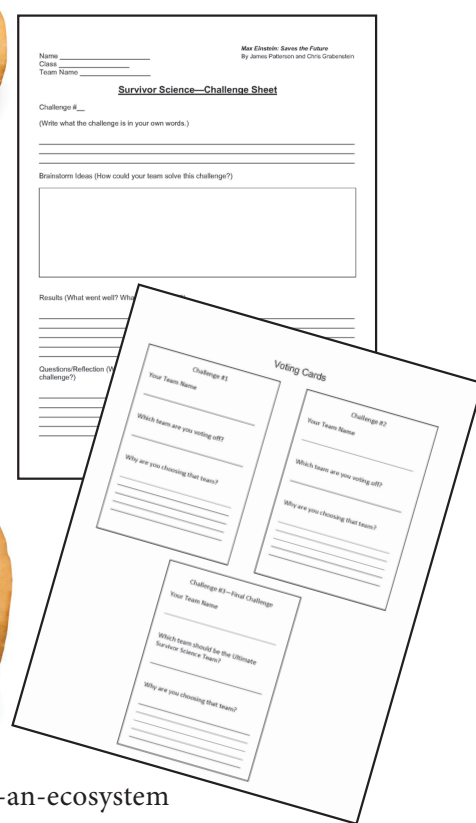 Name
Class
Team Name
Max Einstein: Saves the Future
By James Patterson and Chris Grabenstein
Survivor Science—Challenge Sheet
Challenge #__
(Write what the challenge is in your own words.)
Brainstorm Ideas (How could your team solve this challenge?)
Results (What went well?
Questions/Reflection
challenge?)
Voting Cards
Challenge #1
Your Team Name
Which team are you voting off?
Why are you choosing that team?
Challenge #2
Your Team Name
Which team are you voting off?
Why are you choosing that team?
Challenge #3—Final Challenge
Your Team Name
Which team should be the Ultimate
Survivor Science Team?
Why are you choosing that team?
-an-ecosystem